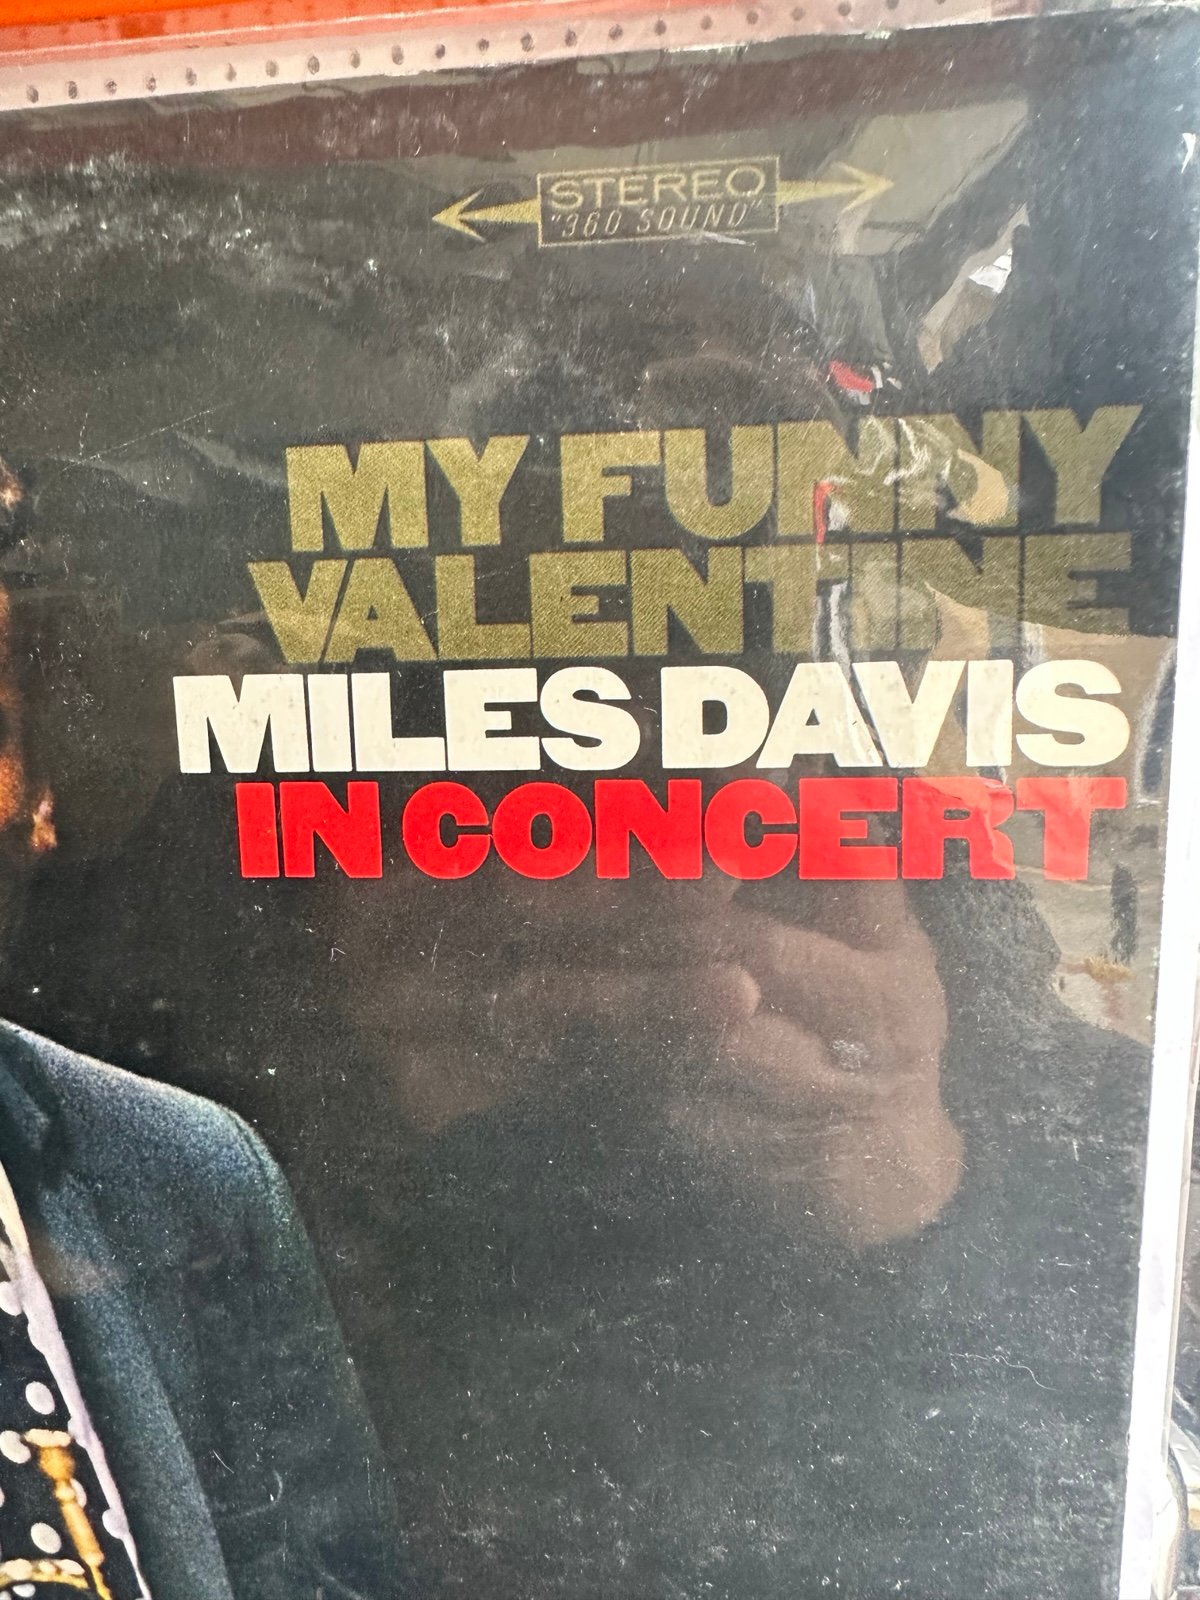 STEREO
"360 SOUND"
MY FUNNY
VALENTINE
MILES DAVIS
IN CONCERT